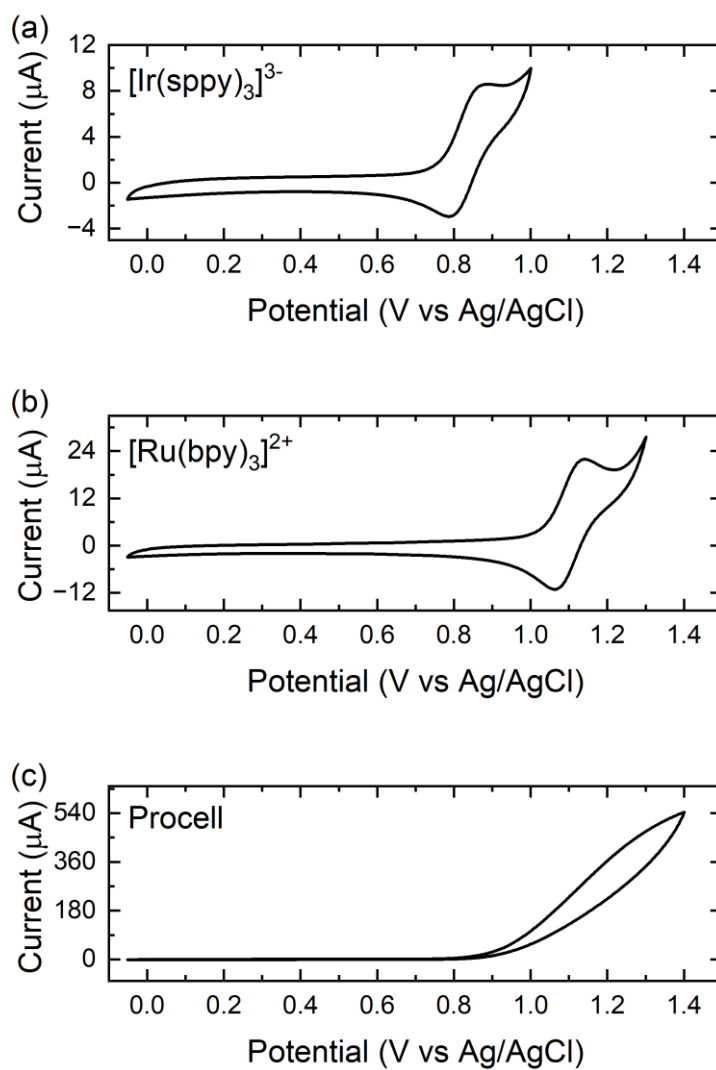 (a)
12
8
4
0
−4
Current (μA)
[Ir(sppy)₃]³⁻
0.0 0.2 0.4 0.6 0.8 1.0 1.2 1.4
Potential (V vs Ag/AgCl)
(b)
24
12
0
−12
Current (μA)
[Ru(bpy)₃]²⁺
0.0 0.2 0.4 0.6 0.8 1.0 1.2 1.4
Potential (V vs Ag/AgCl)
(c)
540
360
180
0
Current (μA)
Procell
0.0 0.2 0.4 0.6 0.8 1.0 1.2 1.4
Potential (V vs Ag/AgCl)